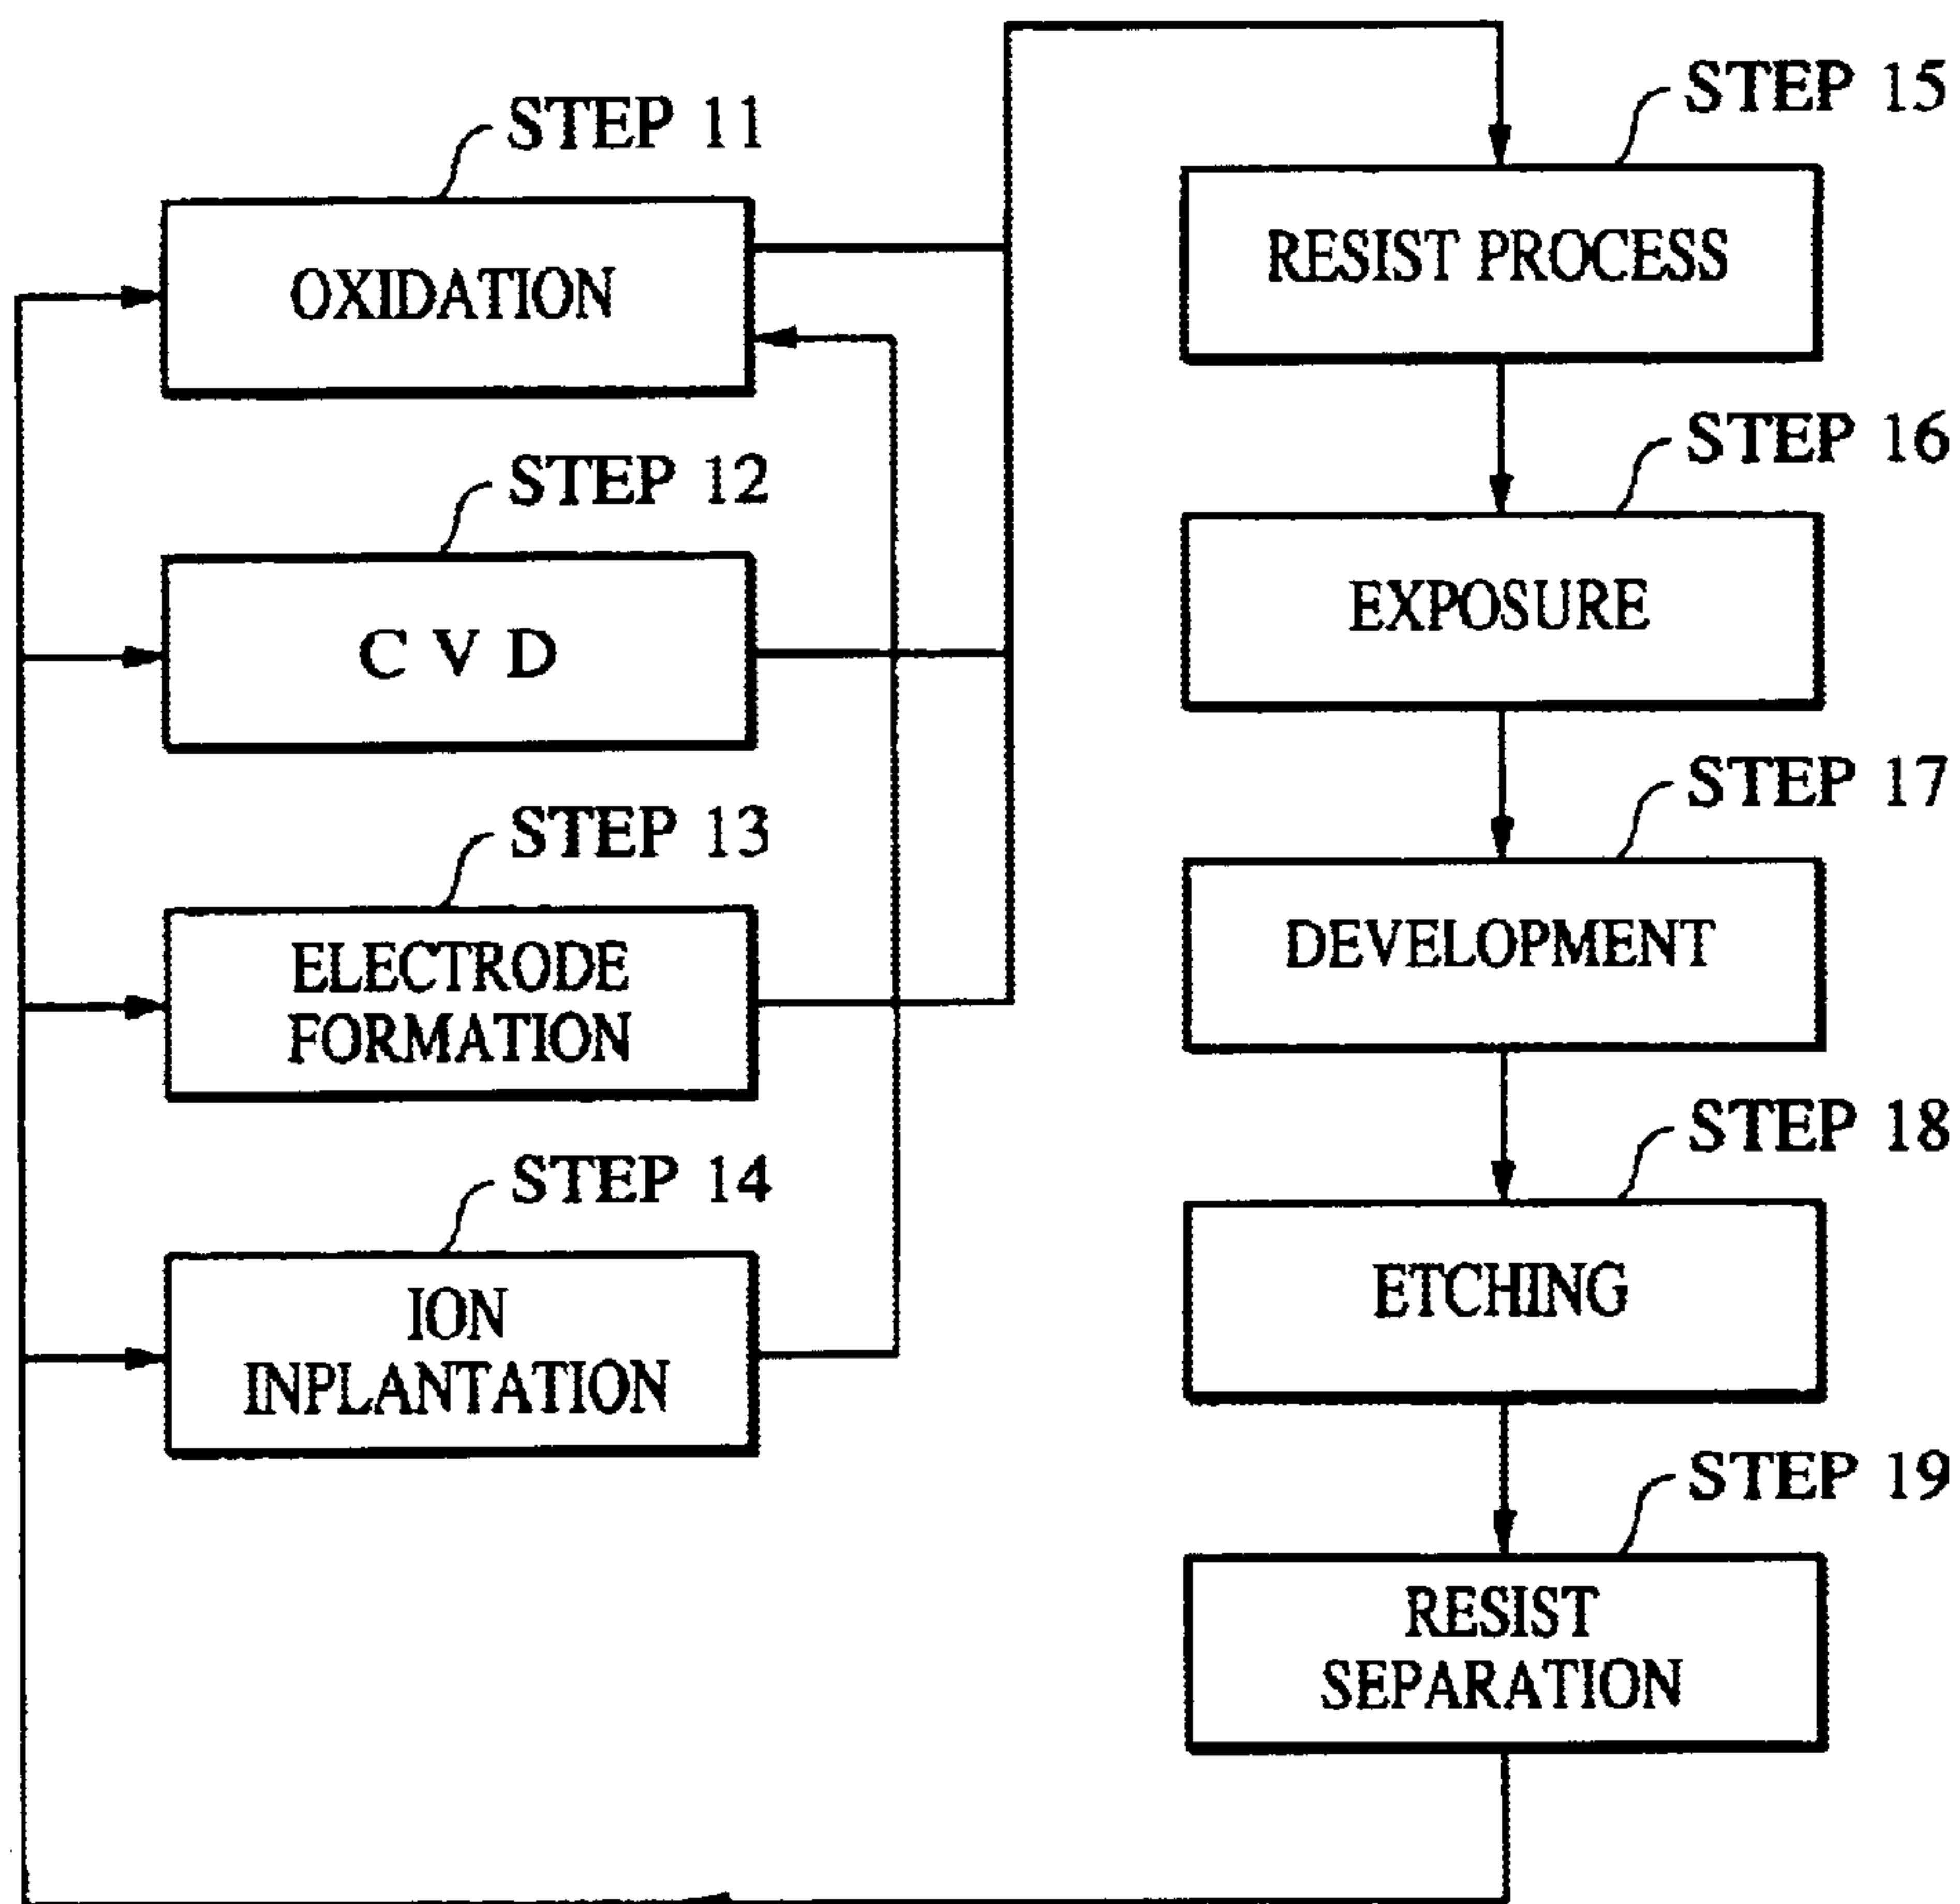 STEP 11
OXIDATION
STEP 12
C V D
STEP 13
ELECTRODE
FORMATION
STEP 14
ION
INPLANTATION
STEP 15
RESIST PROCESS
STEP 16
EXPOSURE
STEP 17
DEVELOPMENT
STEP 18
ETCHING
STEP 19
RESIST
SEPARATION